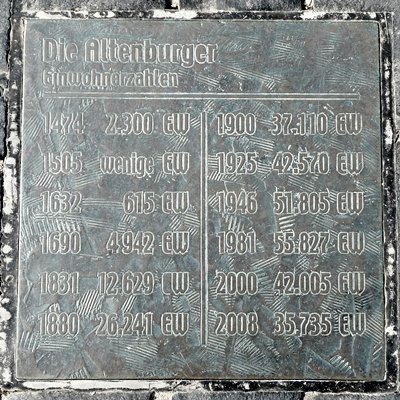 Die Altenburger
Einwohnerzahlen
1474 2.300 EW
1505 wenige EW
1632 615 EW
1690 4.942 EW
1831 12.629 EW
1880 26.241 EW
1900 37.110 EW
1925 42.570 EW
1946 51.805 EW
1981 55.827 EW
2000 42.005 EW
2008 35.735 EW